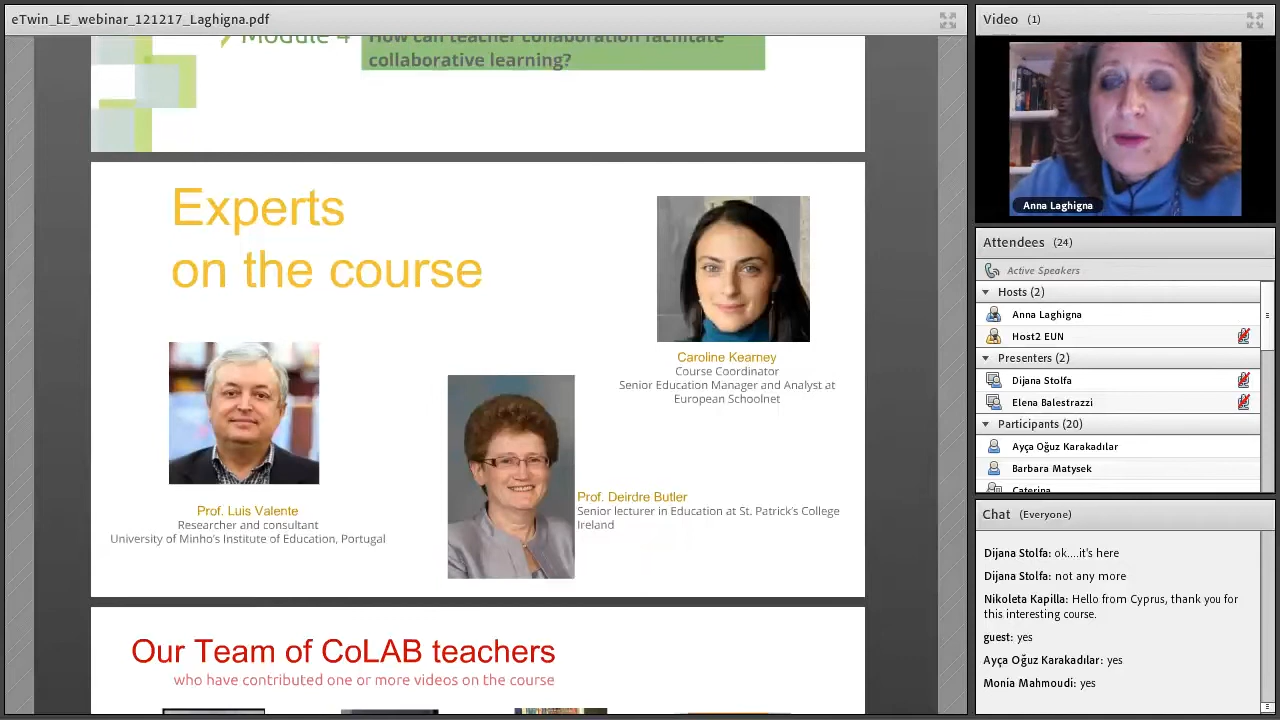 eTwin_LE_webinar_121217_Laghigna.pdf
Module 4
How can teacher collaboration facilitate
collaborative learning?
Experts
on the course
Caroline Kearney
Course Coordinator
Senior Education Manager and Analyst at
European Schoolnet
Prof. Luis Valente
Researcher and consultant
University of Minho's Institute of Education, Portugal
Prof. Deirdre Butler
Senior lecturer in Education at St. Patrick's College
Ireland
Our Team of CoLAB teachers
who have contributed one or more videos on the course
Video (1)
Anna Laghigna
Attendees (24)
Active Speakers
Hosts (2)
Anna Laghigna
Host2 EUN
Presenters (2)
Dijana Stolfa
Elena Balestrazzi
Participants (20)
Ayça Oğuz Karakadılar
Barbara Matysek
Caterina
Chat (Everyone)
Dijana Stolfa: ok....it's here
Dijana Stolfa: not any more
Nikoleta Kapilla: Hello from Cyprus, thank you for
this interesting course.
guest: yes
Ayça Oğuz Karakadılar: yes
Monia Mahmoudi: yes